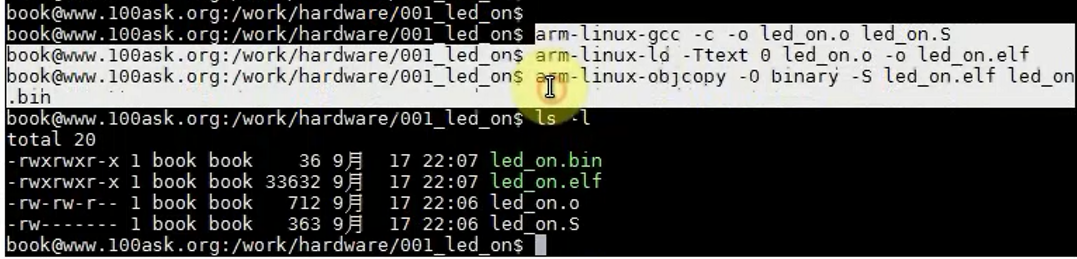 book@www.100ask.org:/work/hardware/001_led_on$
book@www.100ask.org:/work/hardware/001_led_on$ arm-linux-gcc -c -o led_on.o led_on.S
book@www.100ask.org:/work/hardware/001_led_on$ arm-linux-ld -Ttext 0 led_on.o -o led_on.elf
book@www.100ask.org:/work/hardware/001_led_on$ arm-linux-objcopy -O binary -S led_on.elf led_on
.bin
book@www.100ask.org:/work/hardware/001_led_on$ ls -l
total 20
-rwxrwxr-x 1 book book    36 9月  17 22:07 led_on.bin
-rwxrwxr-x 1 book book 33632 9月  17 22:07 led_on.elf
-rw-rw-r-- 1 book book   712 9月  17 22:06 led_on.o
-rw------- 1 book book   363 9月  17 22:06 led_on.S
book@www.100ask.org:/work/hardware/001_led_on$